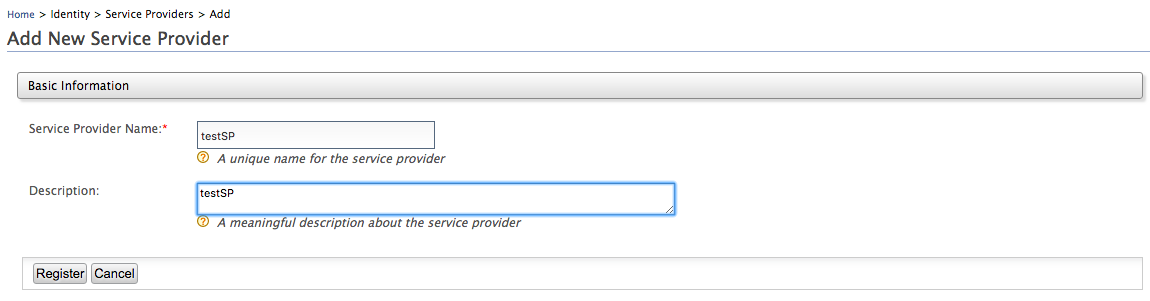 Home > Identity > Service Providers > Add
Add New Service Provider
Basic Information
Service Provider Name:* testSP
? A unique name for the service provider
Description: testSP
? A meaningful description about the service provider
Register Cancel